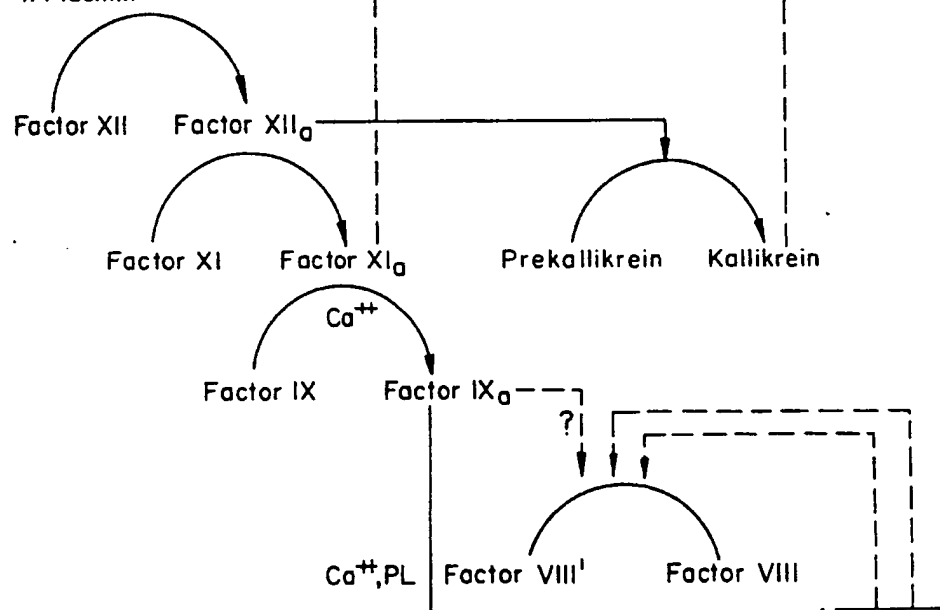 Factor XII Factor XIIa
Factor XI Factor XIa Prekallikrein Kallikrein
Ca++
Factor IX Factor IXa
?
Ca++,PL Factor VIII' Factor VIII